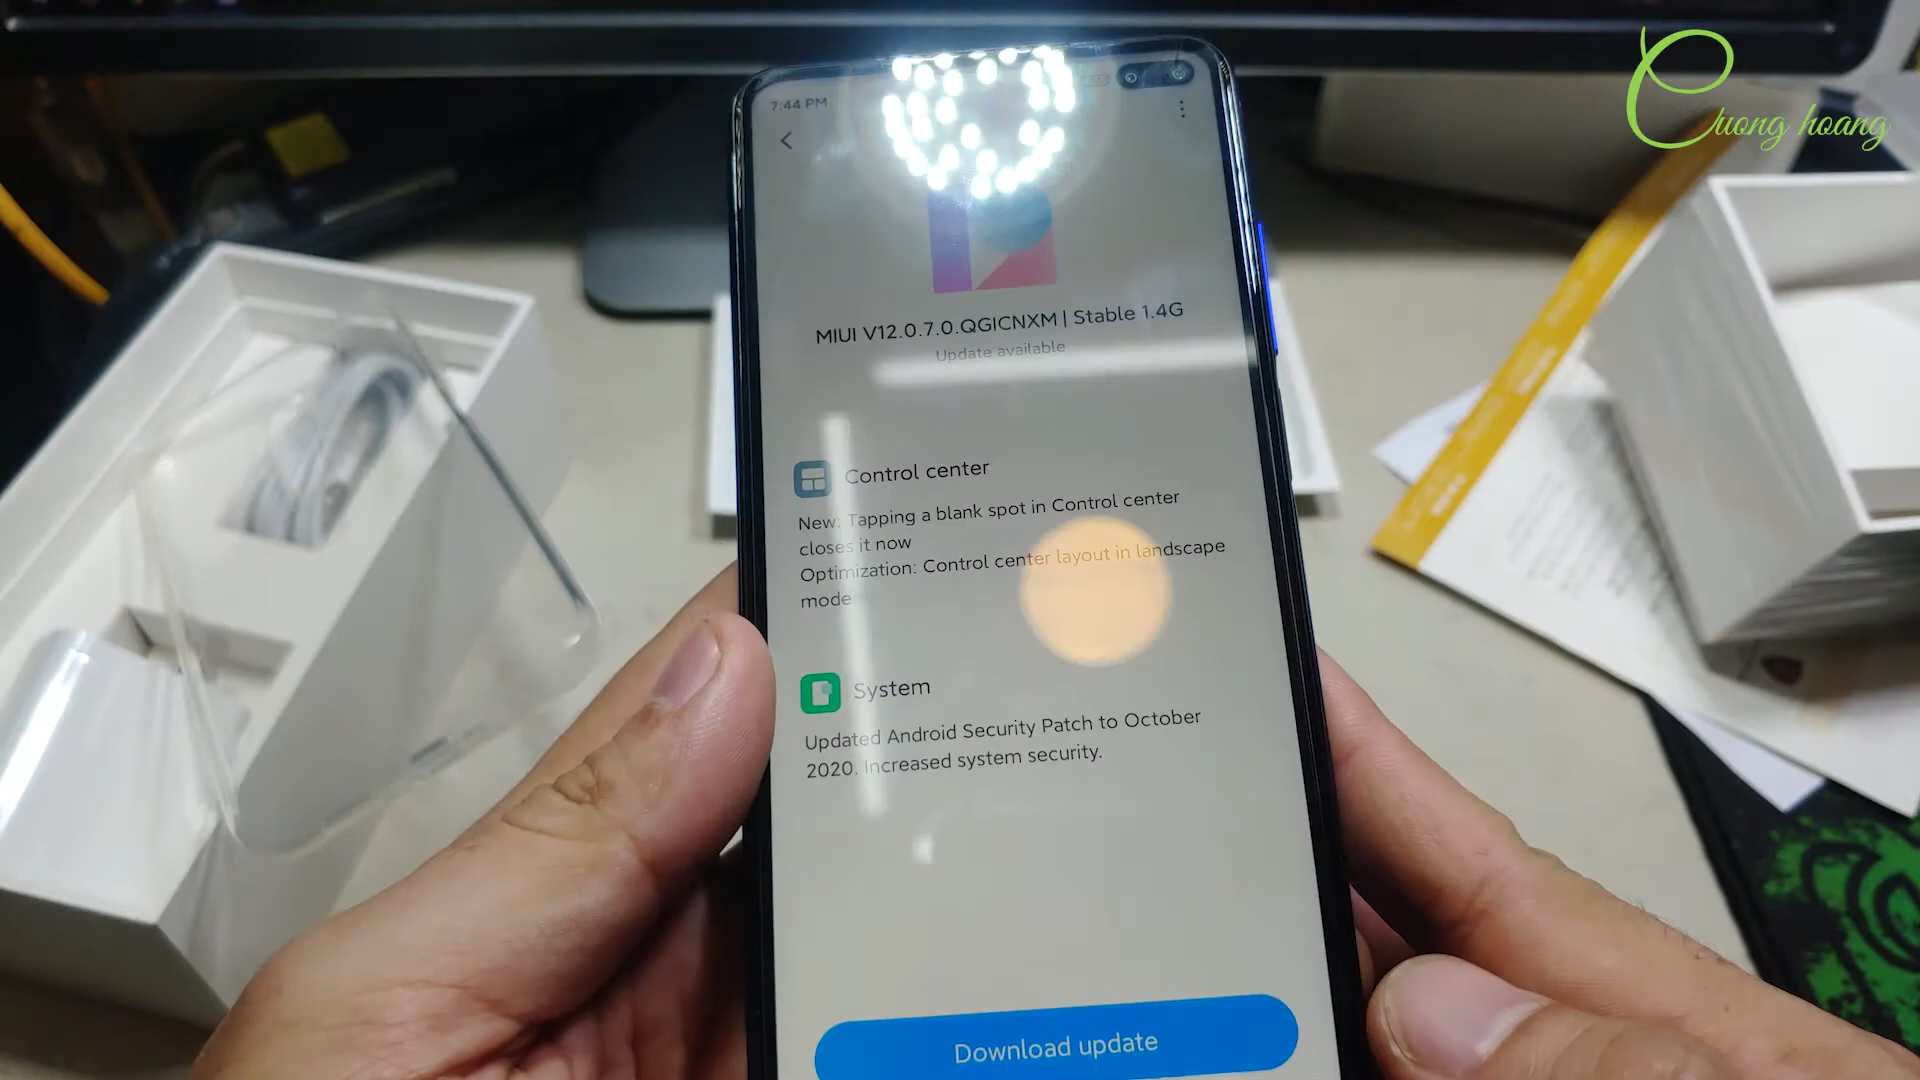 Cuong hoang
7:44 PM
MIUI V12.0.7.0.QGICNXM | Stable 1.4G
Update available
Control center
New: Tapping a blank spot in Control center
closes it now
Optimization: Control center layout in landscape
mode
System
Updated Android Security Patch to October
2020. Increased system security.
Download update